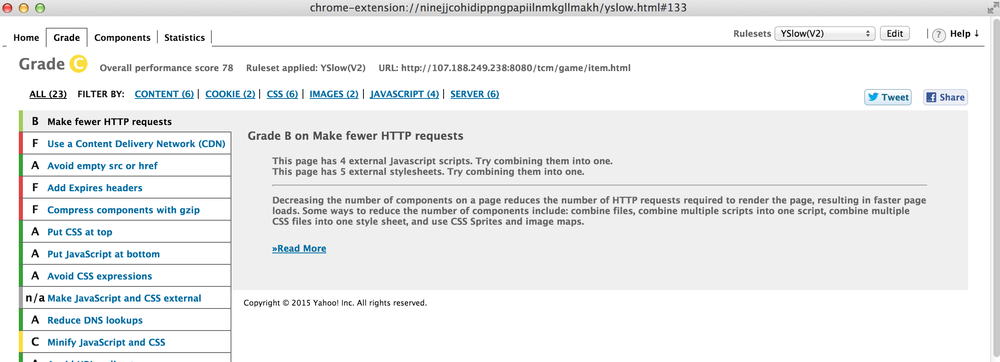 chrome-extension://ninejjcohidippngpapiilnmkgllmakh/yslow.html#133
Home Grade Components Statistics Rulesets YSlow(V2) Edit ? Help ↓
Grade C Overall performance score 78 Ruleset applied: YSlow(V2) URL: http://107.188.249.238:8080/tcm/game/item.html
ALL (23) FILTER BY: CONTENT (6) | COOKIE (2) | CSS (6) | IMAGES (2) | JAVASCRIPT (4) | SERVER (6)
Tweet Share
B Make fewer HTTP requests
F Use a Content Delivery Network (CDN)
A Avoid empty src or href
F Add Expires headers
F Compress components with gzip
A Put CSS at top
A Put JavaScript at bottom
A Avoid CSS expressions
n/a Make JavaScript and CSS external
A Reduce DNS lookups
C Minify JavaScript and CSS
Grade B on Make fewer HTTP requests
This page has 4 external Javascript scripts. Try combining them into one.
This page has 5 external stylesheets. Try combining them into one.
Decreasing the number of components on a page reduces the number of HTTP requests required to render the page, resulting in faster page
loads. Some ways to reduce the number of components include: combine files, combine multiple scripts into one script, combine multiple
CSS files into one style sheet, and use CSS Sprites and image maps.
»Read More
Copyright © 2015 Yahoo! Inc. All rights reserved.